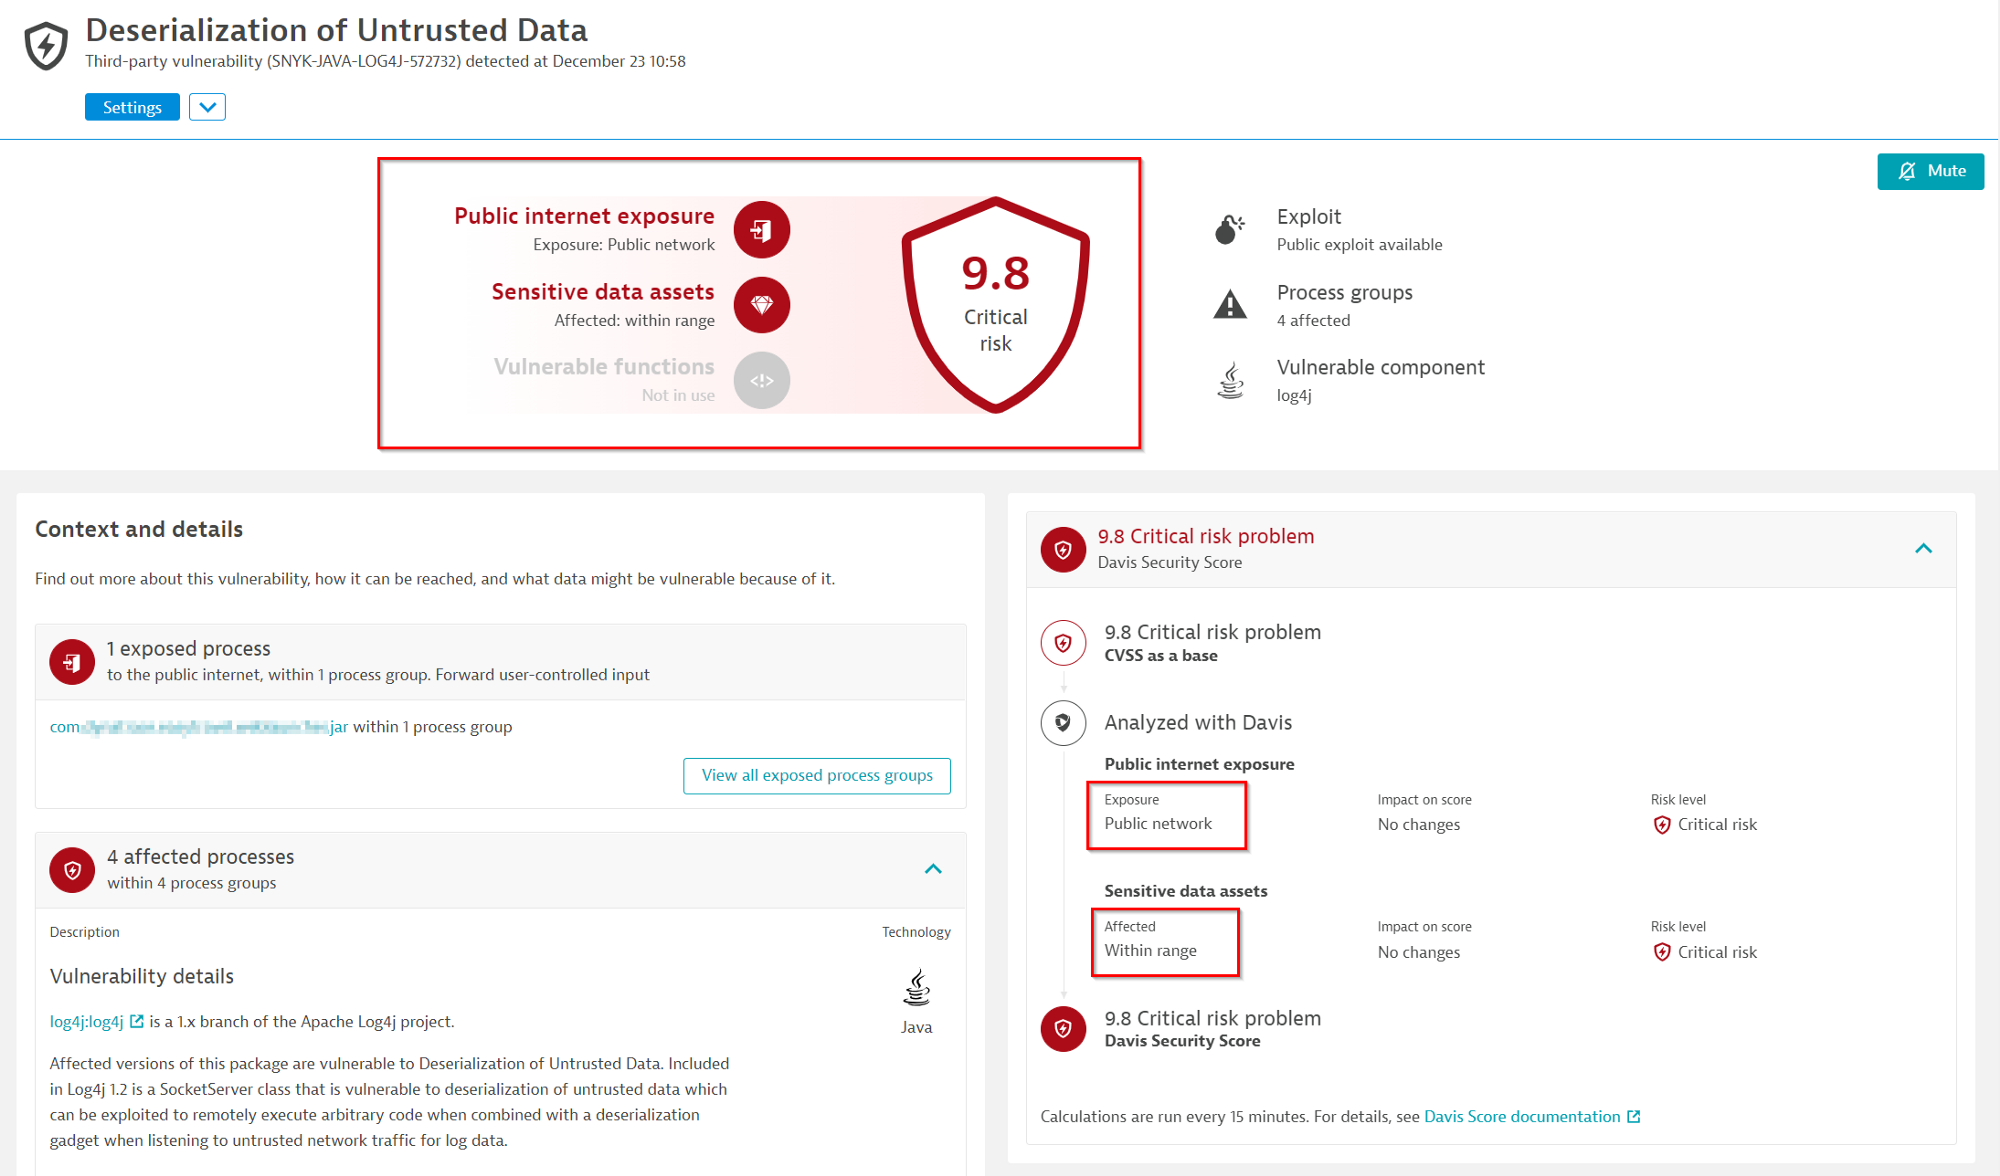 Deserialization of Untrusted Data
Third-party vulnerability (SNYK-JAVA-LOG4J-572732) detected at December 23 10:58
Settings
Mute
Public internet exposure
Exposure: Public network
Sensitive data assets
Affected: within range
Vulnerable functions
Not in use
9.8
Critical
risk
Exploit
Public exploit available
Process groups
4 affected
Vulnerable component
log4j
Context and details
Find out more about this vulnerability, how it can be reached, and what data might be vulnerable because of it.
1 exposed process
to the public internet, within 1 process group. Forward user-controlled input
com jar within 1 process group
View all exposed process groups
4 affected processes
within 4 process groups
Description
Technology
Vulnerability details
Java
log4j:log4j is a 1.x branch of the Apache Log4j project.
Affected versions of this package are vulnerable to Deserialization of Untrusted Data. Included
in Log4j 1.2 is a SocketServer class that is vulnerable to deserialization of untrusted data which
can be exploited to remotely execute arbitrary code when combined with a deserialization
gadget when listening to untrusted network traffic for log data.
9.8 Critical risk problem
Davis Security Score
9.8 Critical risk problem
CVSS as a base
Analyzed with Davis
Public internet exposure
Exposure
Public network
Impact on score
No changes
Risk level
Critical risk
Sensitive data assets
Affected
Within range
Impact on score
No changes
Risk level
Critical risk
9.8 Critical risk problem
Davis Security Score
Calculations are run every 15 minutes. For details, see Davis Score documentation